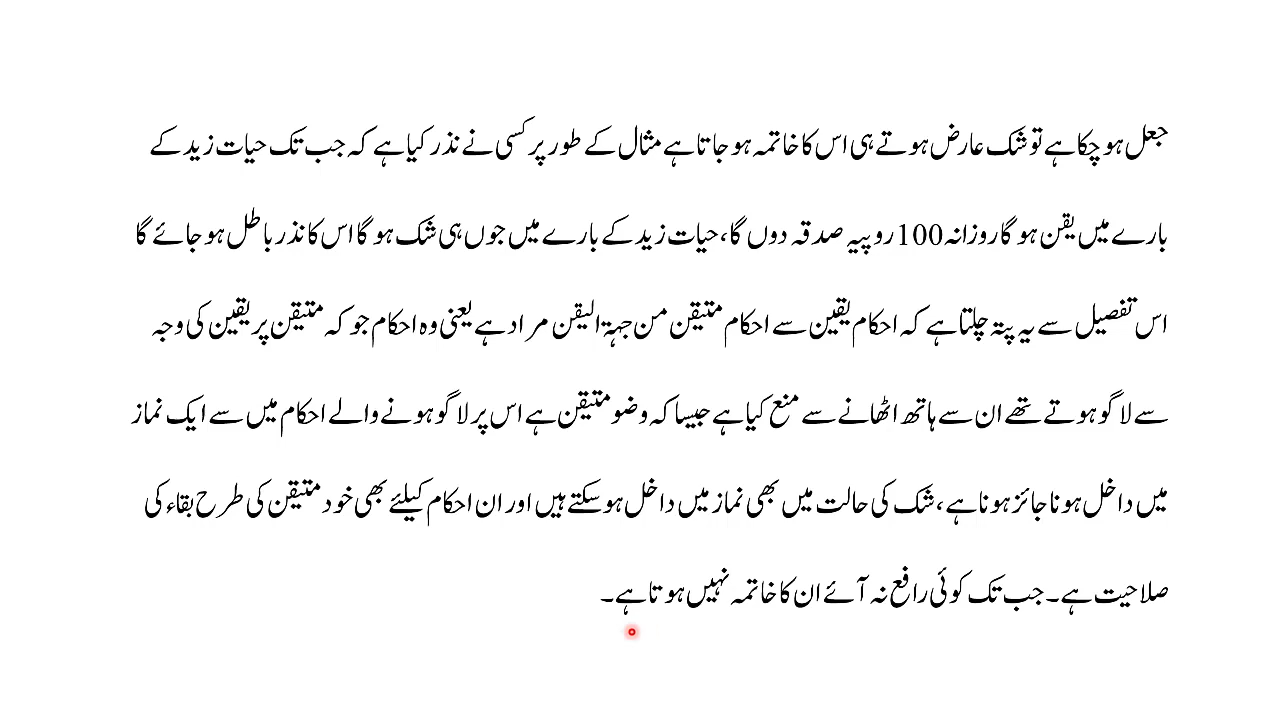 جعل ہو چکا ہے تو شک عارض ہوتے ہی اس کا خاتمہ ہو جاتا ہے مثال کے طور پر کسی نے نذر کیا ہے کہ جب تک حیات زید کے
بارے میں یقن ہو گا روزانہ 100 روپیہ صدقہ دوں گا، حیات زید کے بارے میں جوں ہی شک ہو گا اس کا نذر باطل ہو جائے گا
اس تفصیل سے یہ پتہ چلتا ہے کہ احکام یقین سے احکام متیقن من جہۃ الیقن مراد ہے یعنی وہ احکام جو کہ متیقن پر یقین کی وجہ
سے لاگو ہوتے تھے ان سے ہاتھ اٹھانے سے منع کیا ہے جیسا کہ وضو متیقن ہے اس پر لاگو ہونے والے احکام میں سے ایک نماز
میں داخل ہونا جائز ہونا ہے، شک کی حالت میں بھی نماز میں داخل ہو سکتے ہیں اور ان احکام کیلئے بھی خود متیقن کی طرح بقاء کی
صلاحیت ہے۔ جب تک کوئی رافع نہ آئے ان کا خاتمہ نہیں ہوتا ہے۔